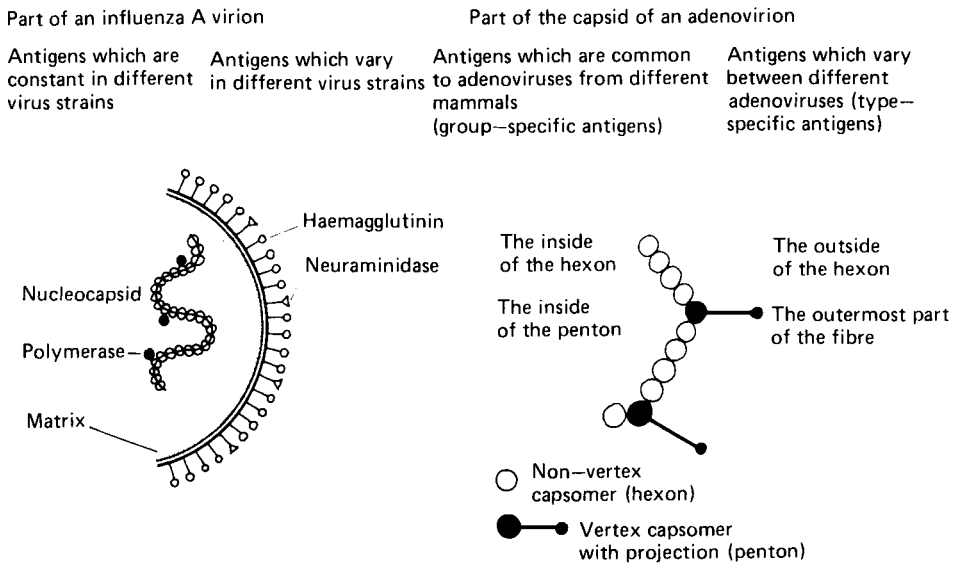 Part of an influenza A virion
Part of the capsid of an adenovirion
Antigens which are
constant in different
virus strains
Antigens which vary
in different virus strains
Antigens which are common
to adenoviruses from different
mammals
(group–specific antigens)
Antigens which vary
between different
adenoviruses (type–
specific antigens)
Haemagglutinin
Neuraminidase
Nucleocapsid
Polymerase
Matrix
The inside
of the hexon
The outside
of the hexon
The inside
of the penton
The outermost part
of the fibre
Non–vertex
capsomer (hexon)
Vertex capsomer
with projection (penton)